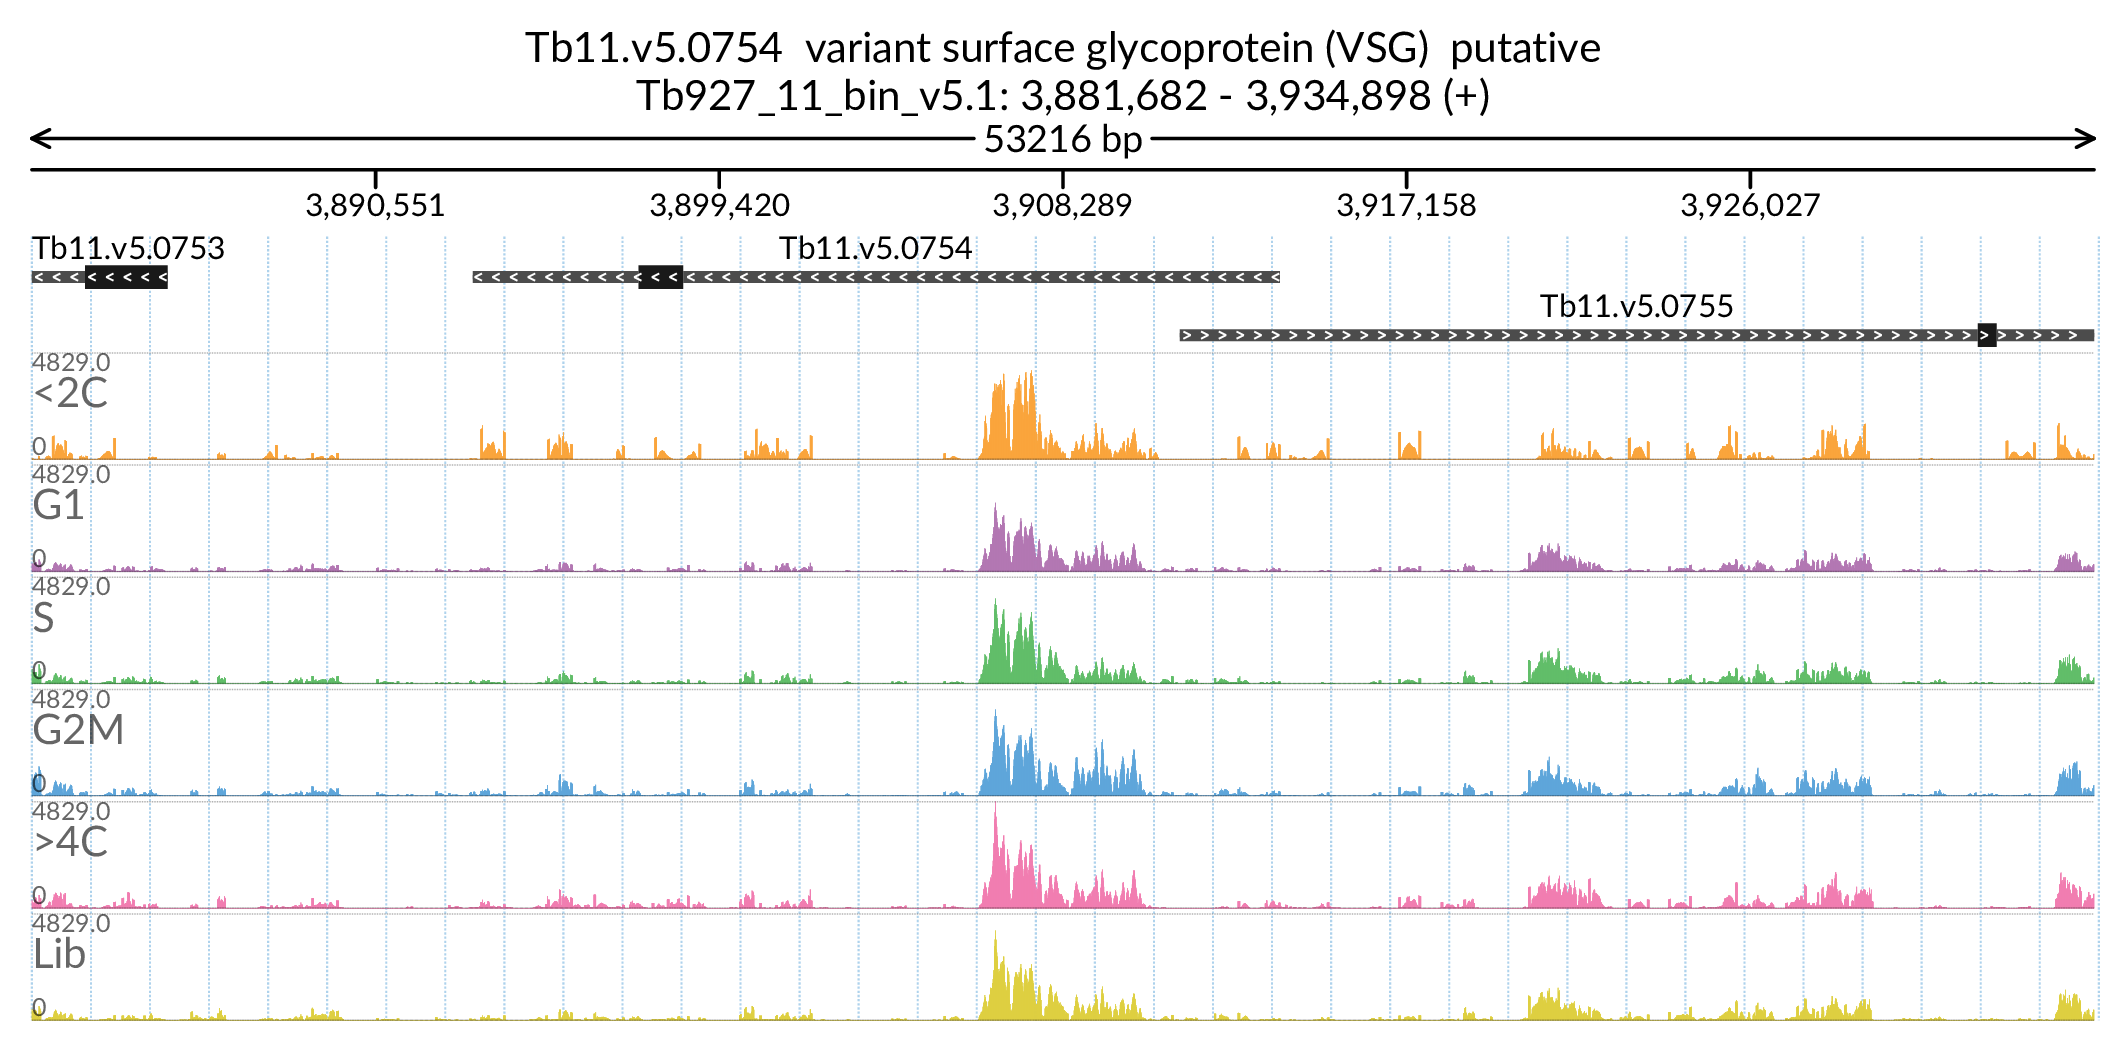 Tb11.v5.0754  variant surface glycoprotein (VSG)  putative
Tb927_11_bin_v5.1: 3,881,682 - 3,934,898 (+)
53216 bp
3,890,551 3,899,420 3,908,289 3,917,158 3,926,027
Tb11.v5.0753 Tb11.v5.0754
Tb11.v5.0755
4829.0
<2C
0
4829.0
G1
0
4829.0
S
0
4829.0
G2M
0
4829.0
>4C
0
4829.0
Lib
0